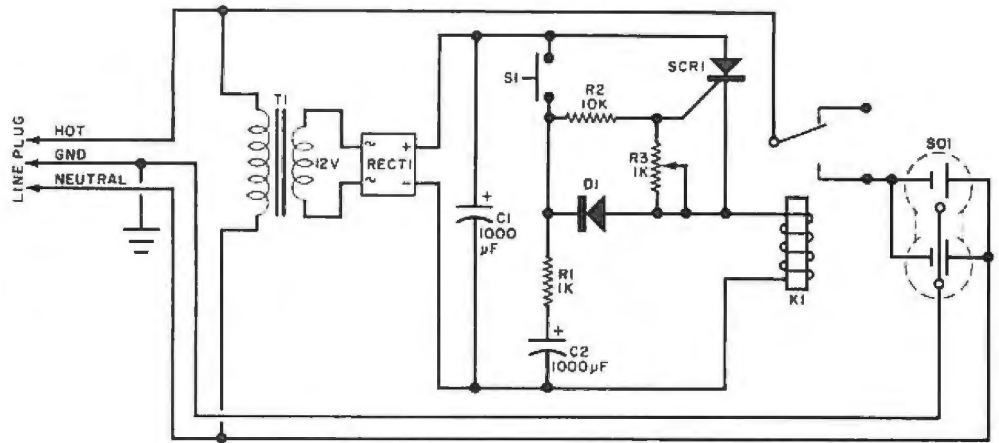 LINE PLUG
HOT
GND
NEUTRAL
T1
12V
RECT1
+
-
+
C1
1000
µF
S1
R2
10K
SCR1
R3
1K
D1
R1
1K
+
C2
1000µF
K1
SO1